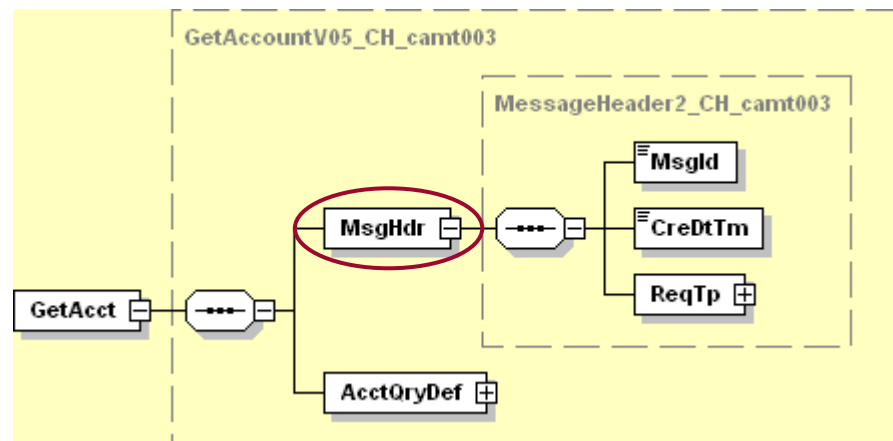 GetAccountV05_CH_camt003
MessageHeader2_CH_camt003
MsgId
MsgHdr
CreDtTm
ReqTp
GetAcct
AcctQryDef